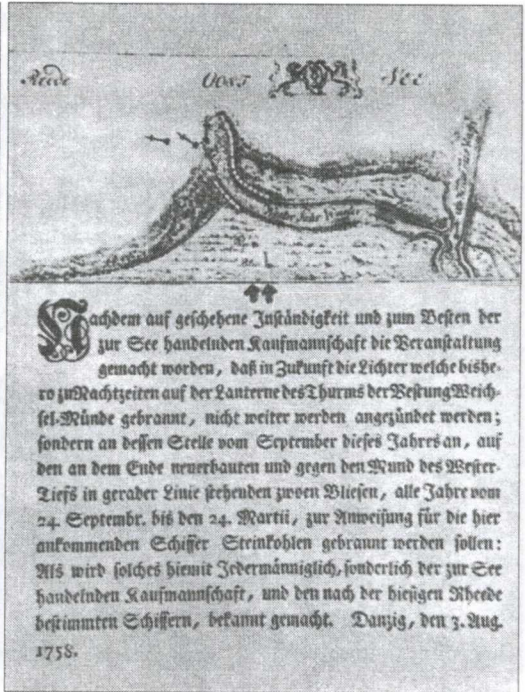 Reede OOST See
Nachdem auf geschehene Inständigkeit und zum Besten der
zur See handelnden Kaufmannschaft die Veranstaltung
gemacht worden, daß in Zukunft die Lichter welche bishe-
ro zu Nachtzeiten auf der Lanterne des Thurms der Vestung Weich-
sel-Münde gebrannt, nicht weiter werden angezündet werden;
sondern an dessen Stelle vom September dieses Jahres an, auf
den an dem Ende neuerbauten und gegen den Mund des Wester-
Tiefs in gerader Linie stehenden zwoen Bliesen, alle Jahre vom
24. Septembr. bis den 24. Martii, zur Anweisung für die hier
ankommenden Schiffer Steinkohlen gebrannt werden sollen:
Als wird solches hiemit Jedermänniglich, sonderlich der zur See
handelnden Kaufmannschaft, und den nach der hiesigen Rheede
bestimmten Schiffern, bekannt gemacht. Danzig, den 3. Aug.
1758.